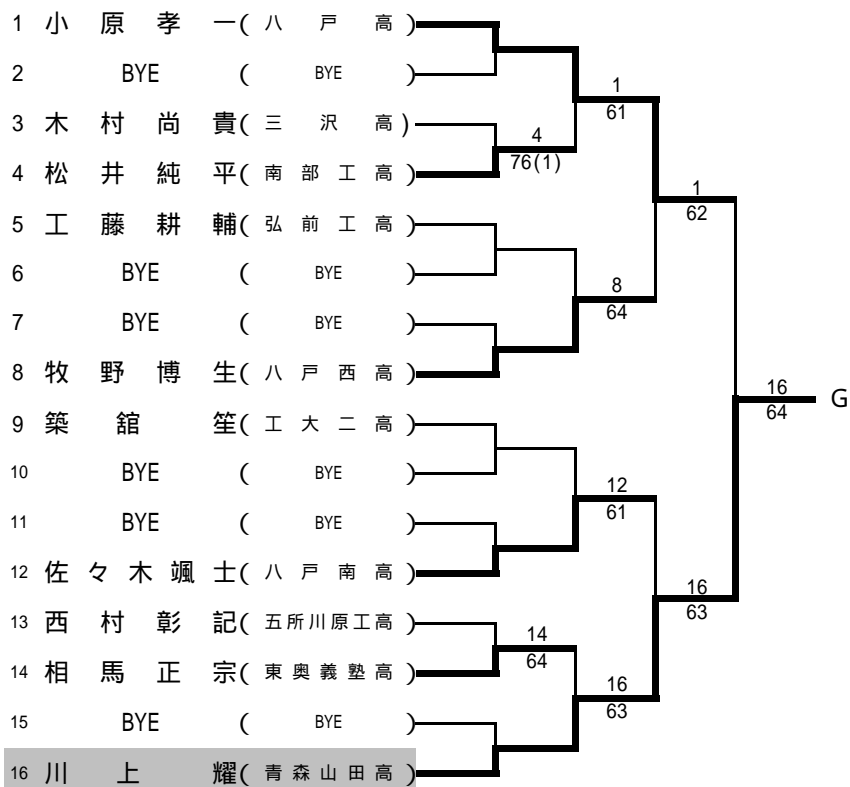 1 小原孝一(八戸高)
2 BYE (BYE)
1
61
3 木村尚貴(三沢高)
4
76(1)
4 松井純平(南部工高)
1
62
5 工藤耕輔(弘前工高)
6 BYE (BYE)
8
64
7 BYE (BYE)
8 牧野博生(八戸西高)
16
64
G
9 築舘笙(工大二高)
10 BYE (BYE)
12
61
11 BYE (BYE)
12 佐々木颯士(八戸南高)
16
63
13 西村彰記(五所川原工高)
14
64
14 相馬正宗(東奥義塾高)
16
63
15 BYE (BYE)
16 川上耀(青森山田高)